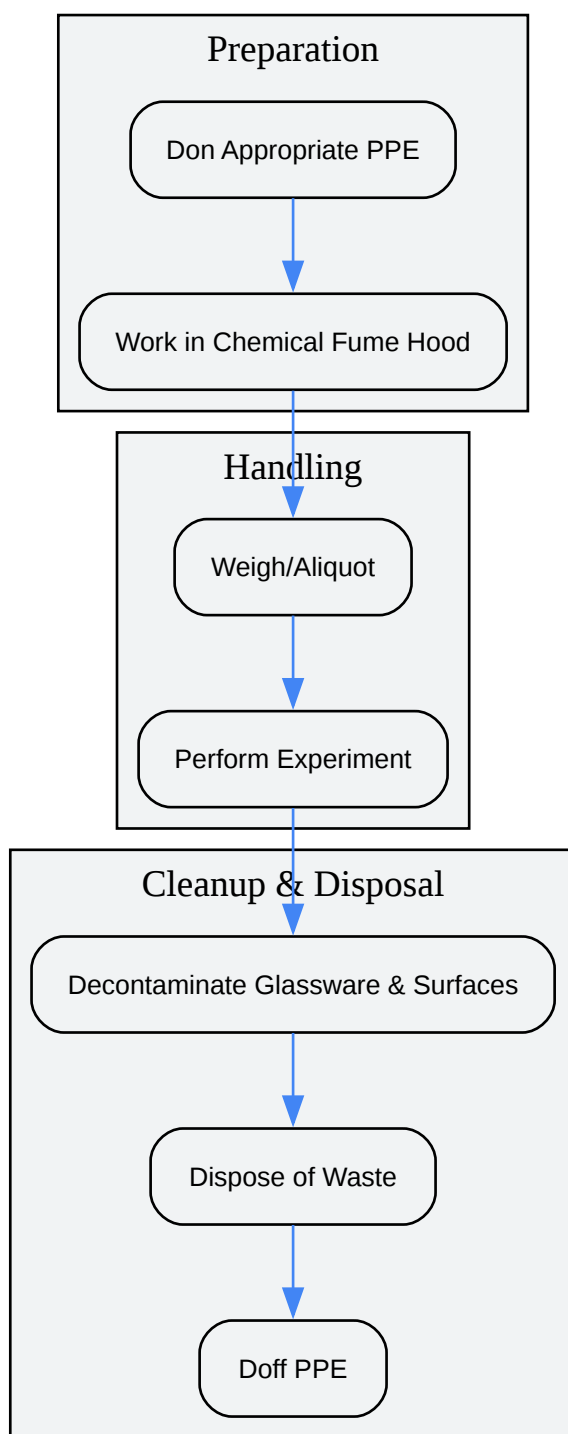 Preparation
Don Appropriate PPE
Work in Chemical Fume Hood
Handling
Weigh/Aliquot
Perform Experiment
Cleanup & Disposal
Decontaminate Glassware & Surfaces
Dispose of Waste
Doff PPE